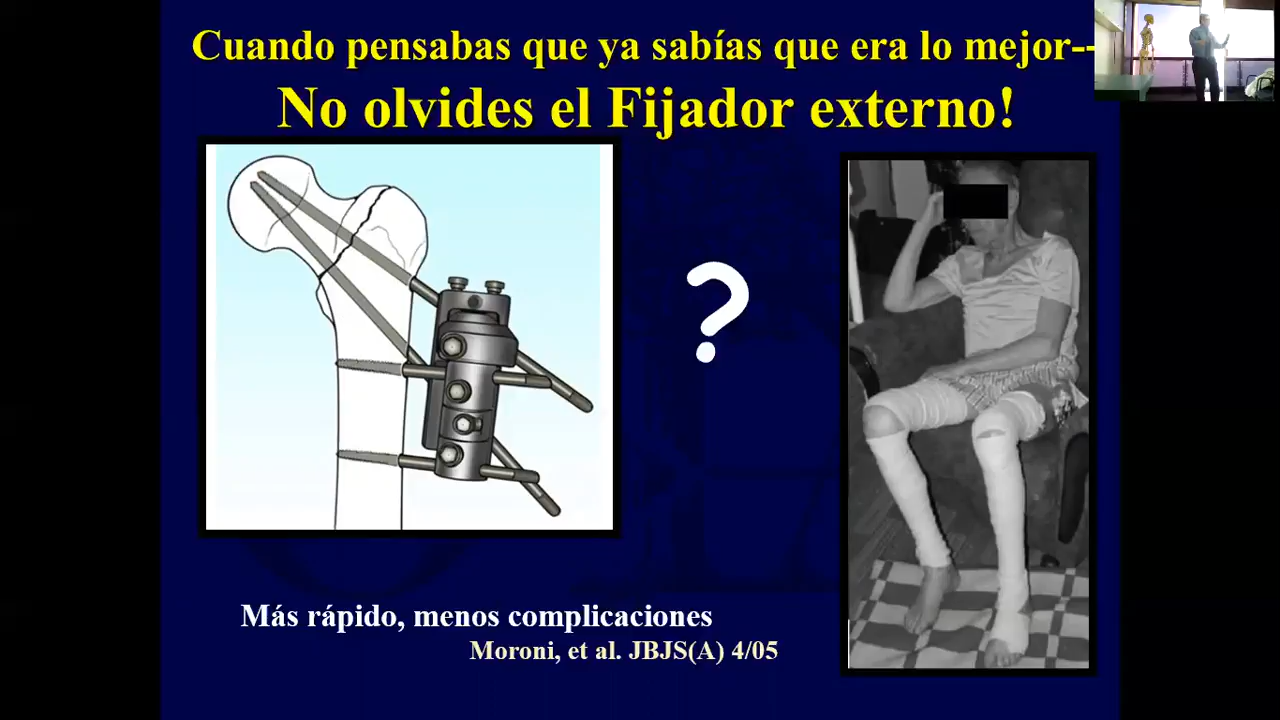 Cuando pensabas que ya sabías que era lo mejor--
No olvides el Fijador externo!
?
Más rápido, menos complicaciones
Moroni, et al. JBJS(A) 4/05